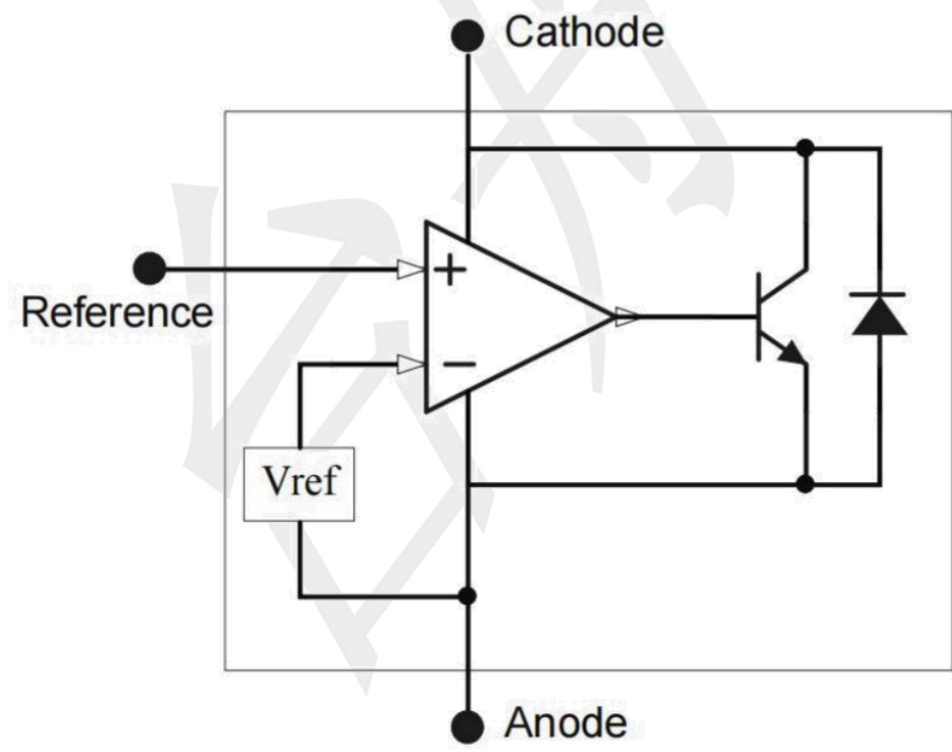 Cathode
+
Reference
−
Vref
Anode